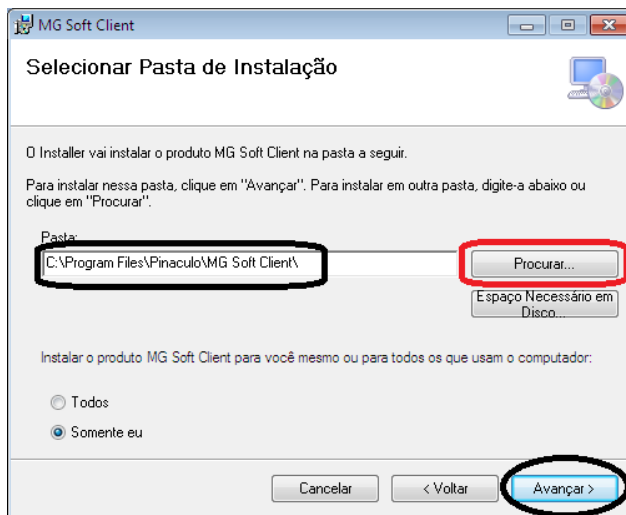 MG Soft Client
Selecionar Pasta de Instalação
O Installer vai instalar o produto MG Soft Client na pasta a seguir.
Para instalar nessa pasta, clique em "Avançar". Para instalar em outra pasta, digite-a abaixo ou
clique em "Procurar".
Pasta:
C:\Program Files\Pinaculo\MG Soft Client\
Procurar...
Espaço Necessário em
Disco...
Instalar o produto MG Soft Client para você mesmo ou para todos os que usam o computador:
Todos
Somente eu
Cancelar
< Voltar
Avançar >